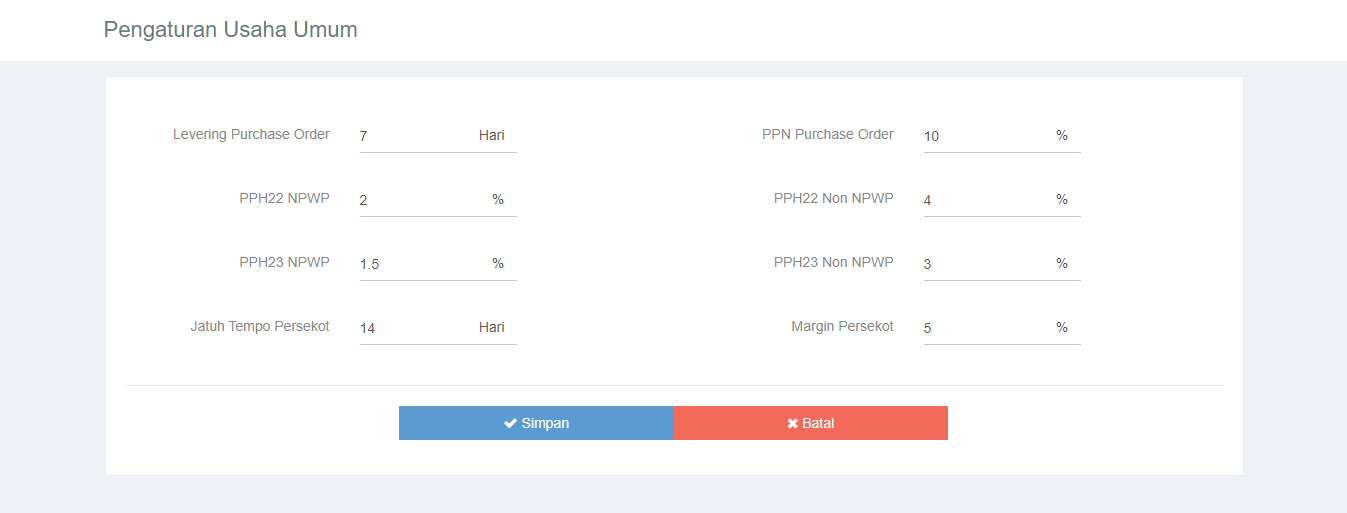 Pengaturan Usaha Umum
Levering Purchase Order 7 Hari PPN Purchase Order 10 %
PPH22 NPWP 2 % PPH22 Non NPWP 4 %
PPH23 NPWP 1.5 % PPH23 Non NPWP 3 %
Jatuh Tempo Persekot 14 Hari Margin Persekot 5 %
Simpan Batal